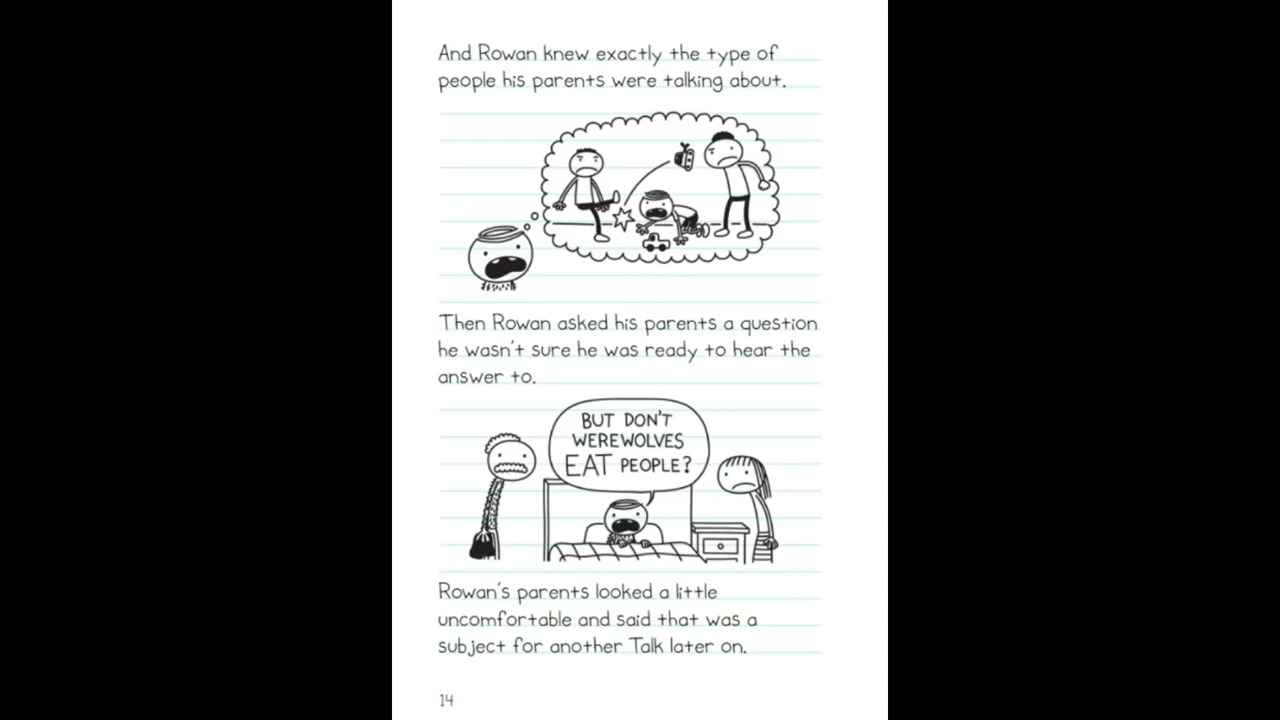 And Rowan knew exactly the type of
people his parents were talking about.
Then Rowan asked his parents a question
he wasn't sure he was ready to hear the
answer to.
BUT DON'T
WEREWOLVES
EAT PEOPLE?
Rowan's parents looked a little
uncomfortable and said that was a
subject for another Talk later on.
14